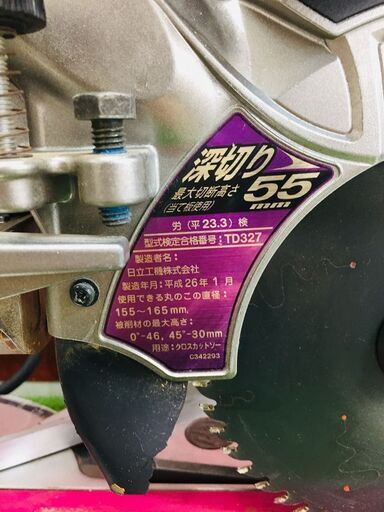 深切り
最大切断高さ
(当て板使用)
55
mm
労(平23.3)検
型式検定合格番号:TD327
製造者:
日立工機株式会社
製造年月:平成26年1月
使用できる丸のこの直径:
155~165mm,
被削材の最大高さ:
0°-46, 45°-30mm
用途:クロスカットソー
C342293